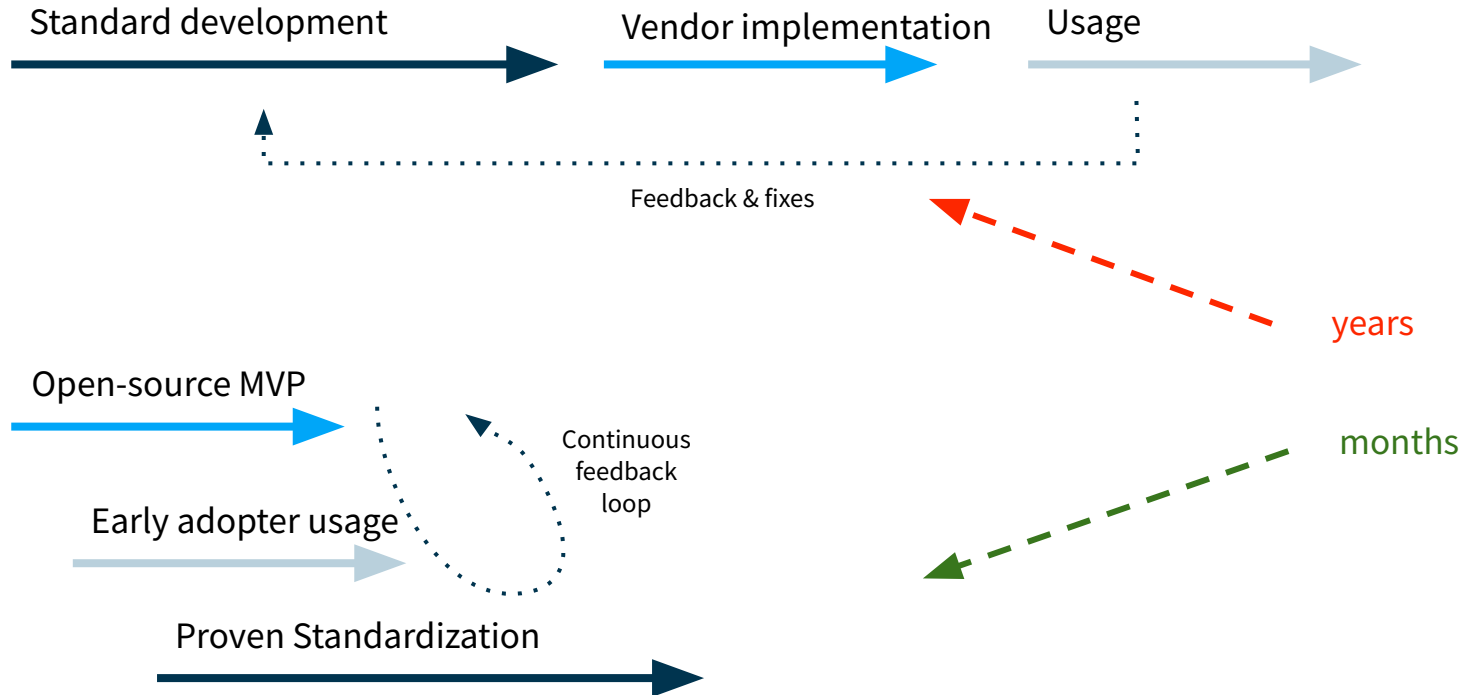 Standard development
Vendor implementation
Usage
Feedback & fixes
years
Open-source MVP
Continuous
feedback
loop
months
Early adopter usage
Proven Standardization